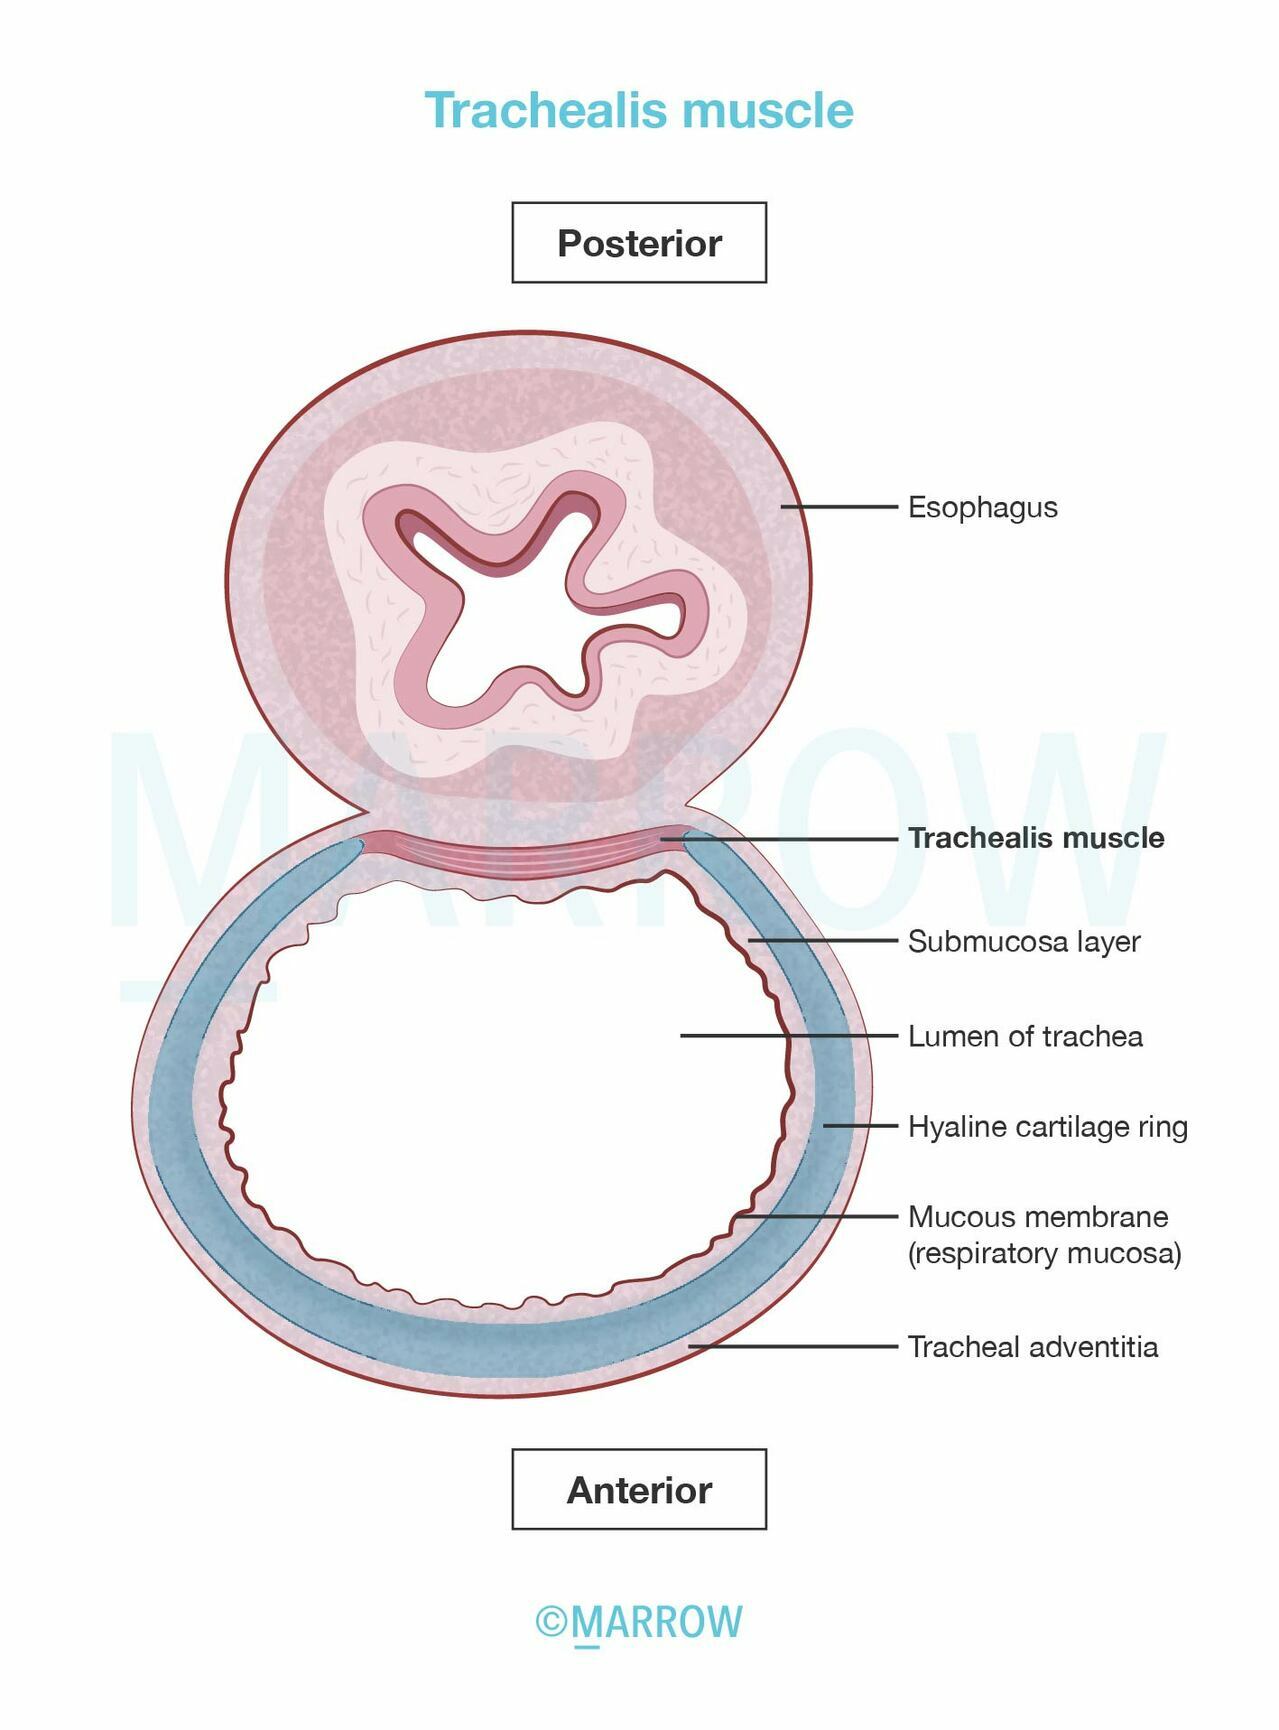 Trachealis muscle
Posterior
Esophagus
MARROW
Trachealis muscle
Submucosa layer
Lumen of trachea
Hyaline cartilage ring
Mucous membrane
(respiratory mucosa)
Tracheal adventitia
Anterior
©MARROW